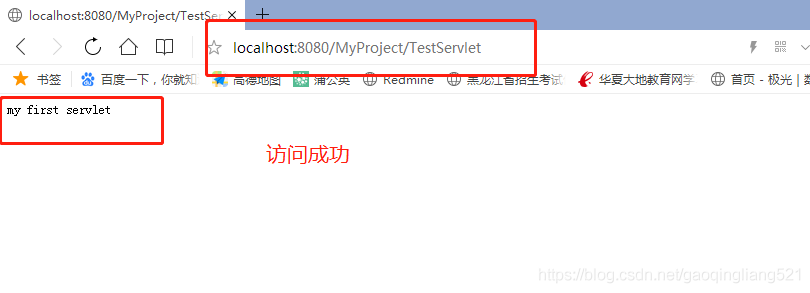 localhost:8080/MyProject/TestSer
localhost:8080/MyProject/TestServlet
书签 百度一下，你就知 高德地图 蒲公英 Redmine 黑龙江省招生考试 华夏大地教育网学 首页 - 极光 | 数
my first servlet
访问成功
https://blog.csdn.net/gaoqingliang521